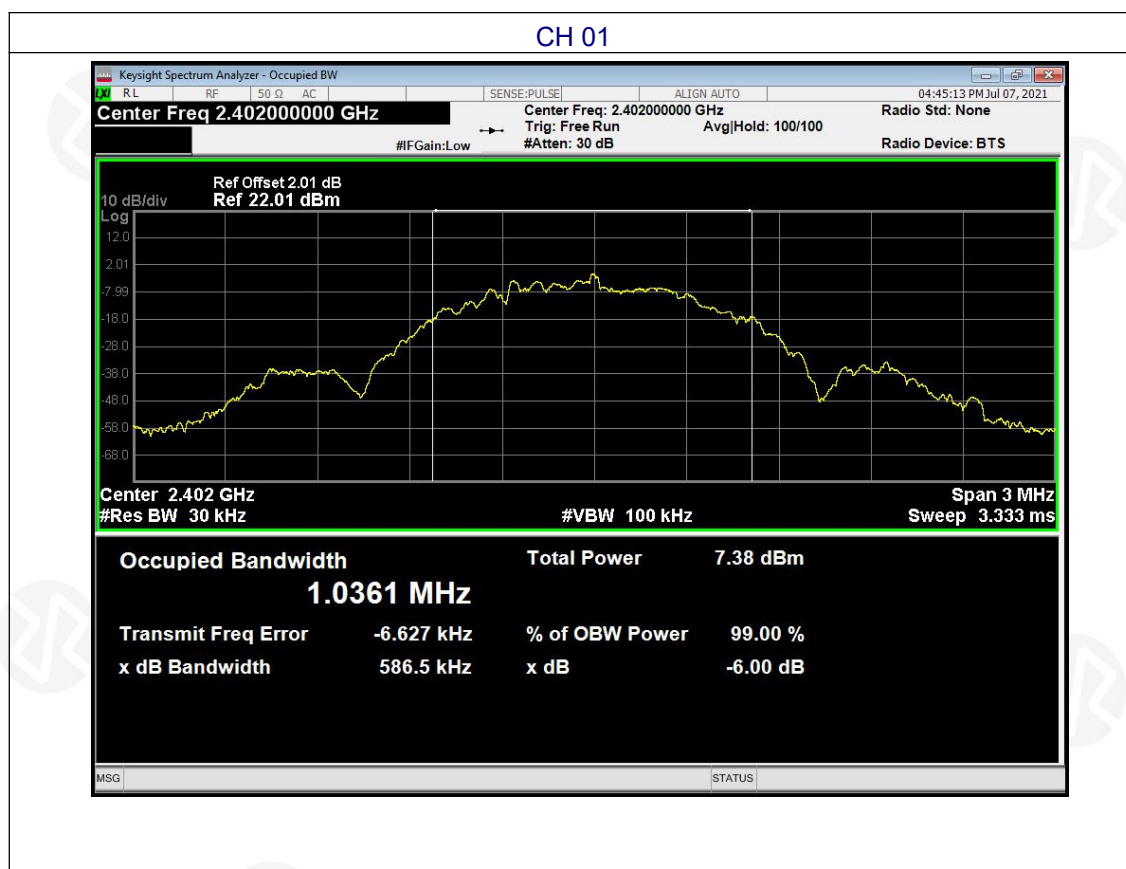 CH 01
Keysight Spectrum Analyzer - Occupied BW
LXI RL RF 50 Ω AC SENSE:PULSE ALIGN AUTO 04:45:13 PM Jul 07, 2021
Center Freq 2.402000000 GHz Center Freq: 2.402000000 GHz Radio Std: None
Trig: Free Run Avg|Hold: 100/100
#IFGain:Low #Atten: 30 dB Radio Device: BTS
Ref Offset 2.01 dB
10 dB/div Ref 22.01 dBm
Log
12.0
2.01
-7.99
-18.0
-28.0
-38.0
-48.0
-58.0
-68.0
Center 2.402 GHz Span 3 MHz
#Res BW 30 kHz #VBW 100 kHz Sweep 3.333 ms
Occupied Bandwidth Total Power 7.38 dBm
1.0361 MHz
Transmit Freq Error -6.627 kHz % of OBW Power 99.00 %
x dB Bandwidth 586.5 kHz x dB -6.00 dB
MSG STATUS